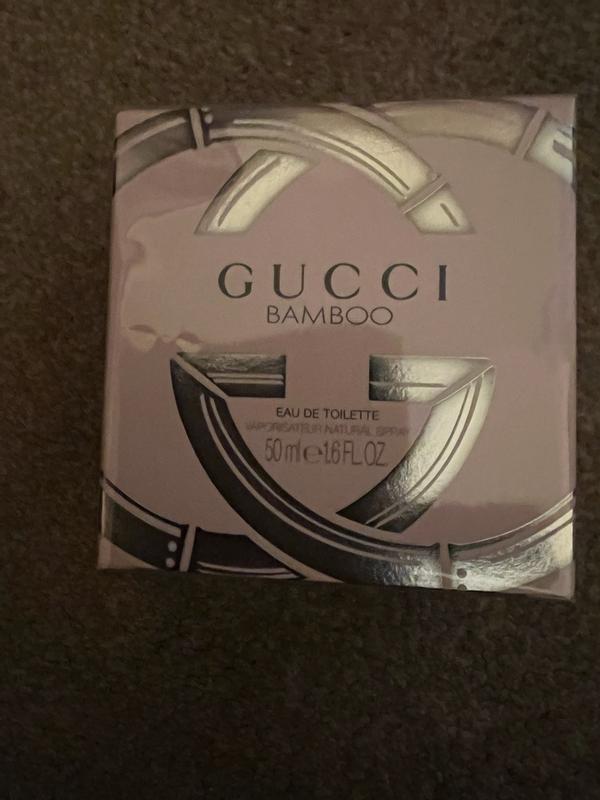 GUCCI
BAMBOO
EAU DE TOILETTE
VAPORISATEUR NATURAL SPRAY
50 ml ℮ 1.6 FL.OZ.